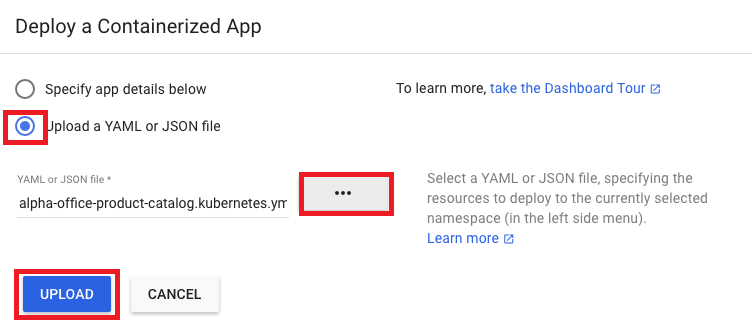 Deploy a Containerized App
Specify app details below
To learn more, take the Dashboard Tour
Upload a YAML or JSON file
YAML or JSON file *
alpha-office-product-catalog.kubernetes.ym
•••
Select a YAML or JSON file, specifying the
resources to deploy to the currently selected
namespace (in the left side menu).
Learn more
UPLOAD
CANCEL